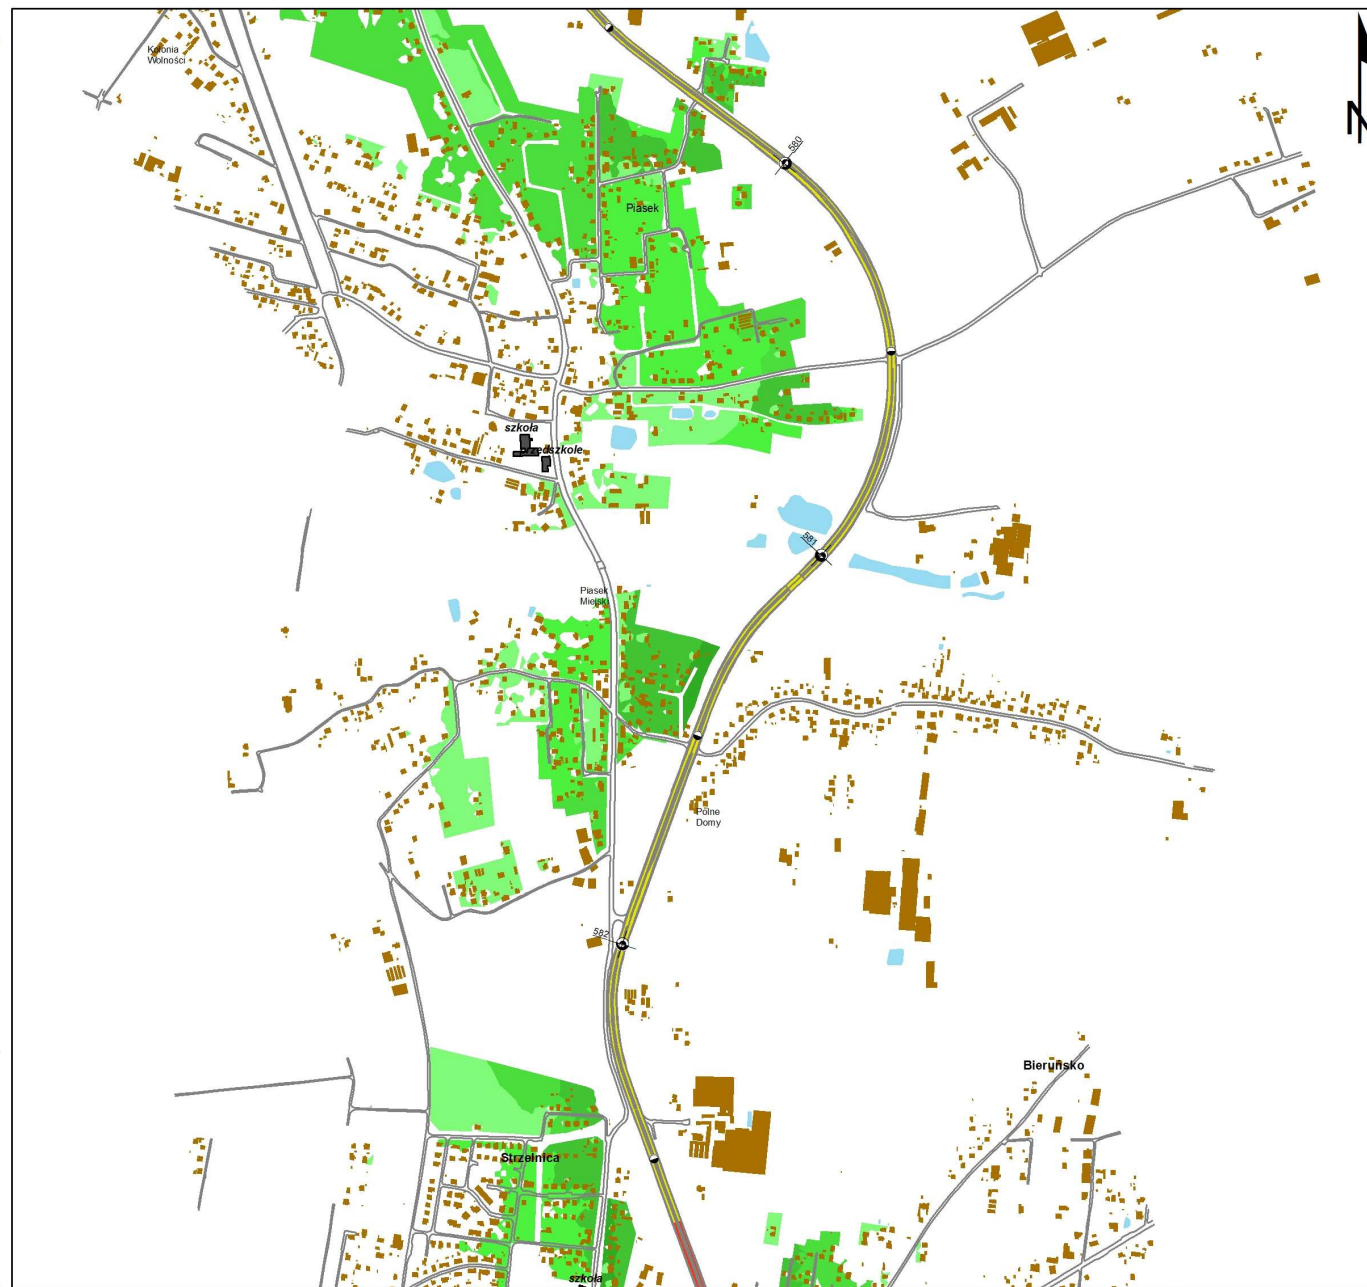 Kolonia
Wolności
N
580
Piasek
szkoła
przedszkole
581
Piasek
Miejski
Polne
Domy
582
Bieruńsko
Strzelnica
szkoła